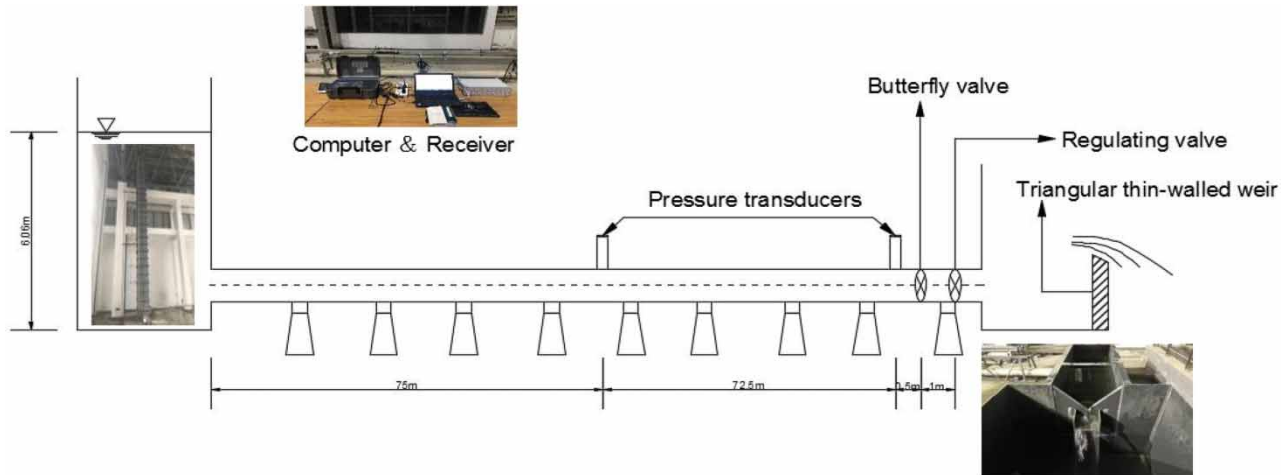 Computer & Receiver
Butterfly valve
Regulating valve
Triangular thin-walled weir
Pressure transducers
6.06m
75m
72.5m
0.5m
1m